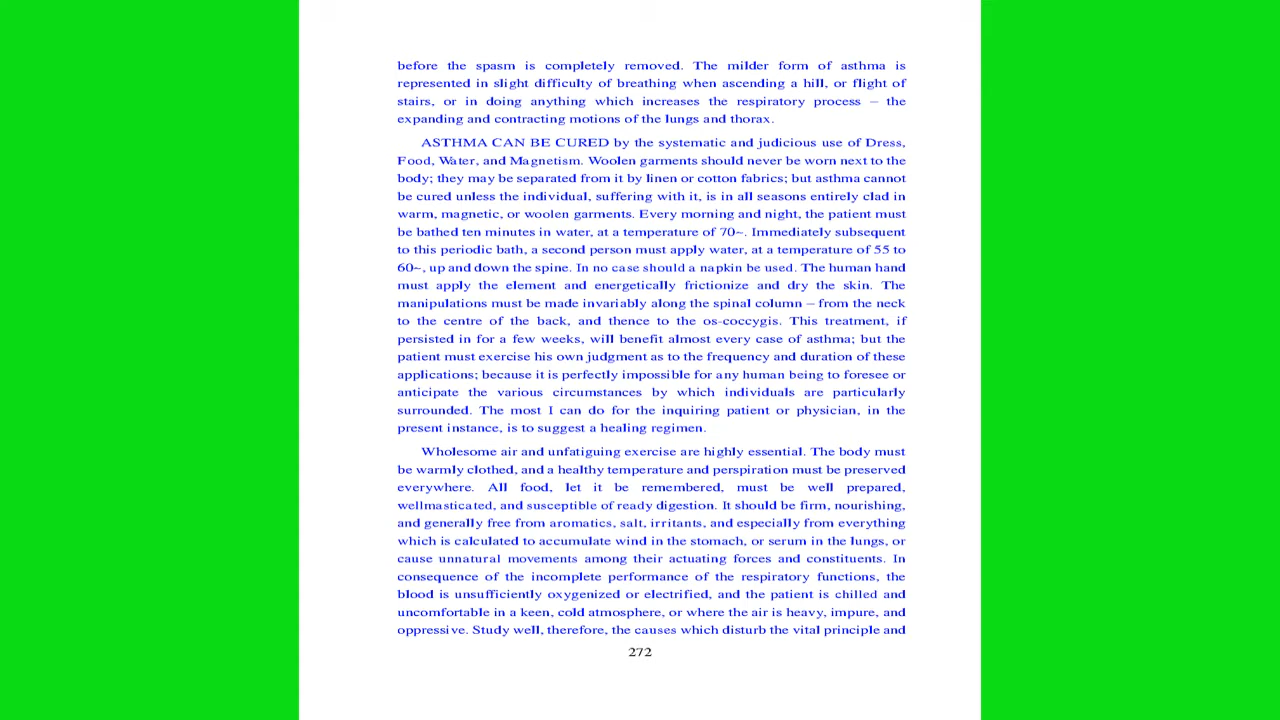 before the spasm is completely removed. The milder form of asthma is
represented in slight difficulty of breathing when ascending a hill, or flight of
stairs, or in doing anything which increases the respiratory process – the
expanding and contracting motions of the lungs and thorax.
ASTHMA CAN BE CURED by the systematic and judicious use of Dress,
Food, Water, and Magnetism. Woolen garments should never be worn next to the
body; they may be separated from it by linen or cotton fabrics; but asthma cannot
be cured unless the individual, suffering with it, is in all seasons entirely clad in
warm, magnetic, or woolen garments. Every morning and night, the patient must
be bathed ten minutes in water, at a temperature of 70~. Immediately subsequent
to this periodic bath, a second person must apply water, at a temperature of 55 to
60~, up and down the spine. In no case should a napkin be used. The human hand
must apply the element and energetically frictionize and dry the skin. The
manipulations must be made invariably along the spinal column – from the neck
to the centre of the back, and thence to the os-coccygis. This treatment, if
persisted in for a few weeks, will benefit almost every case of asthma; but the
patient must exercise his own judgment as to the frequency and duration of these
applications; because it is perfectly impossible for any human being to foresee or
anticipate the various circumstances by which individuals are particularly
surrounded. The most I can do for the inquiring patient or physician, in the
present instance, is to suggest a healing regimen.
Wholesome air and unfatiguing exercise are highly essential. The body must
be warmly clothed, and a healthy temperature and perspiration must be preserved
everywhere. All food, let it be remembered, must be well prepared,
wellmasticated, and susceptible of ready digestion. It should be firm, nourishing,
and generally free from aromatics, salt, irritants, and especially from everything
which is calculated to accumulate wind in the stomach, or serum in the lungs, or
cause unnatural movements among their actuating forces and constituents. In
consequence of the incomplete performance of the respiratory functions, the
blood is unsufficiently oxygenized or electrified, and the patient is chilled and
uncomfortable in a keen, cold atmosphere, or where the air is heavy, impure, and
oppressive. Study well, therefore, the causes which disturb the vital principle and
272